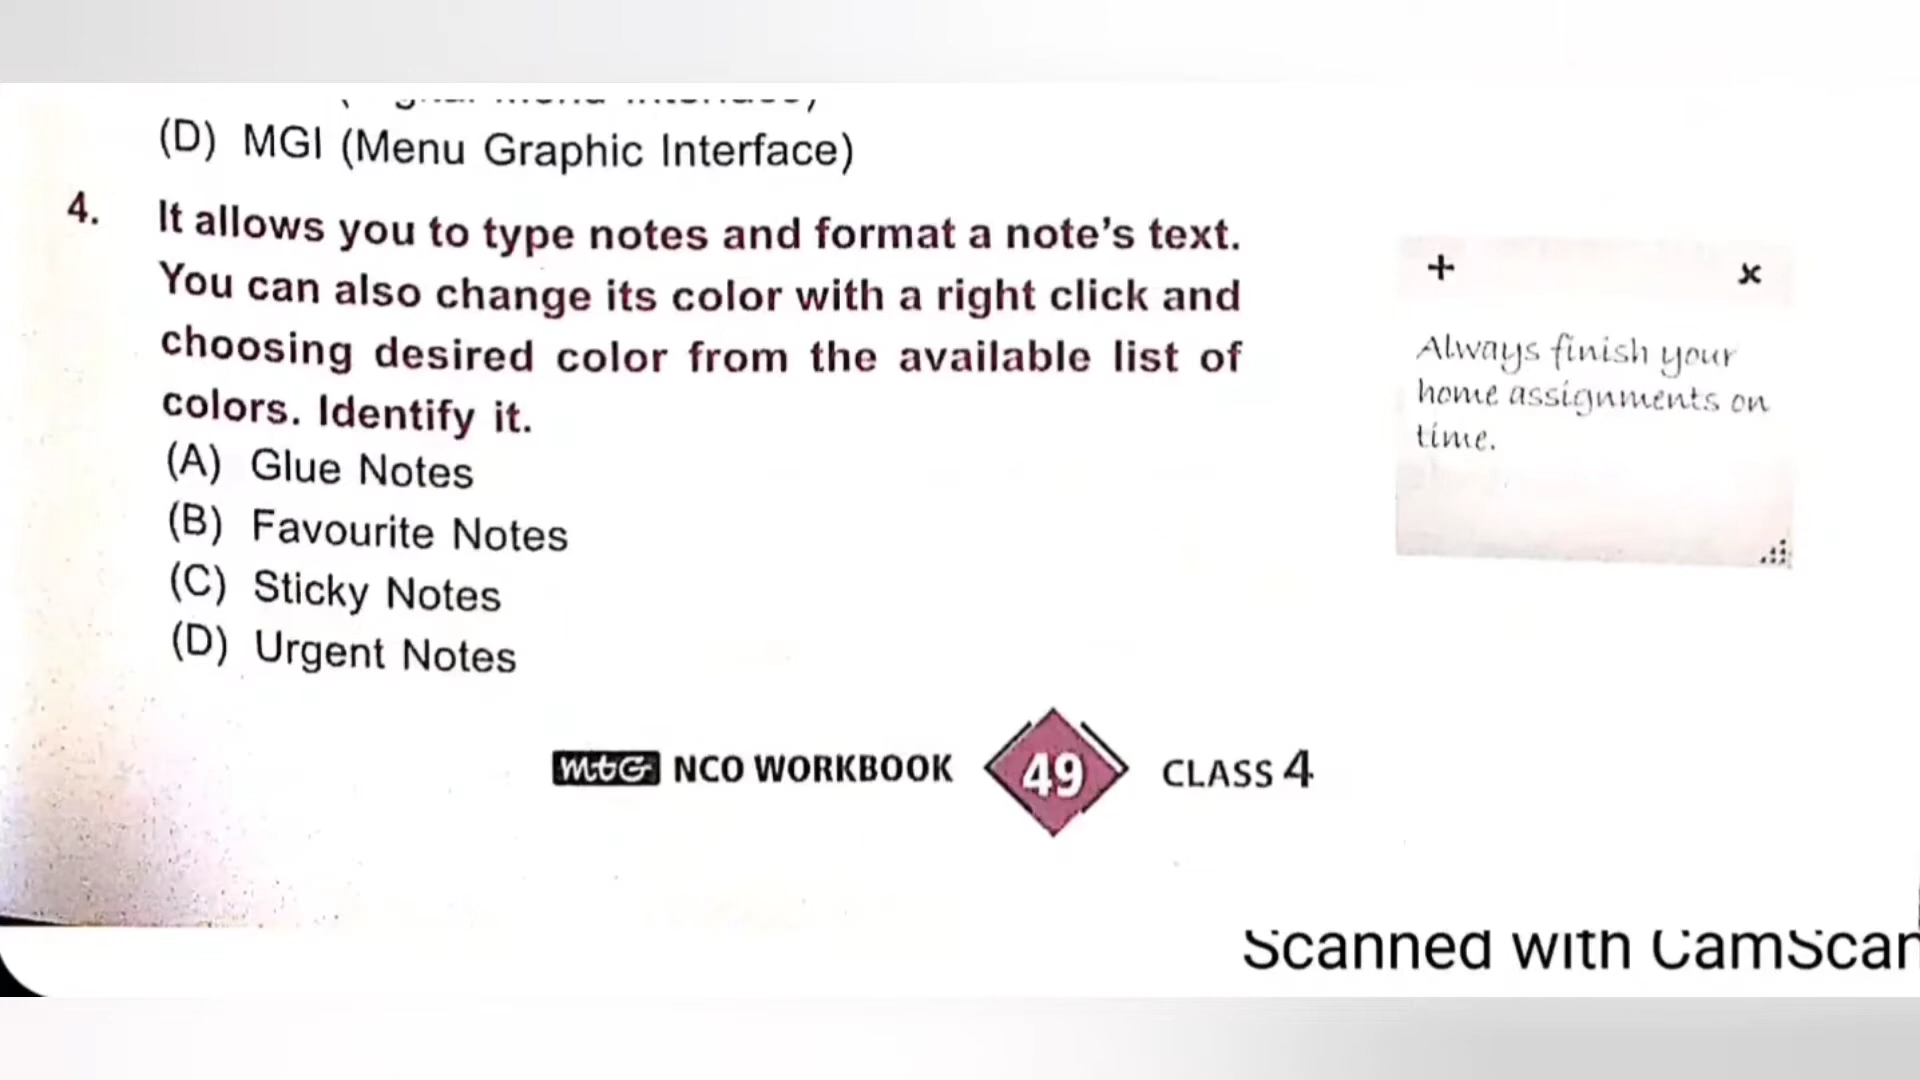 (D) MGI (Menu Graphic Interface)
4. It allows you to type notes and format a note's text.
You can also change its color with a right click and
choosing desired color from the available list of
colors. Identify it.
(A) Glue Notes
(B) Favourite Notes
(C) Sticky Notes
(D) Urgent Notes
+ x
Always finish your
home assignments on
time.
mtG NCO WORKBOOK 49 CLASS 4
Scanned with CamScan